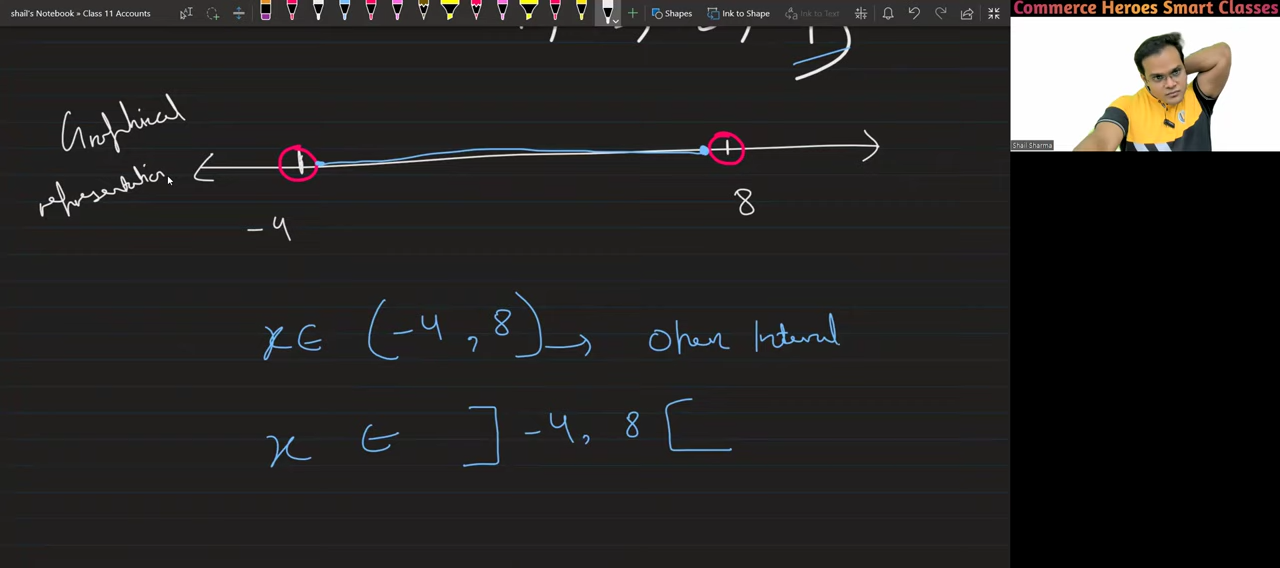 shail's Notebook » Class 11 Accounts
Shapes
Ink to Shape
Ink to Text
Commerce Heroes Smart Classes
Graphical
representation
-4
8
x ∈ (-4, 8) → Open Interval
x ∈ ]-4, 8[
Shail Sharma